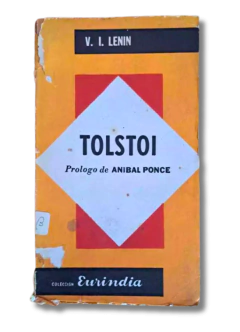 V. I. LENIN
TOLSTOI
Prologo de ANIBAL PONCE
COLECCION Eurindia